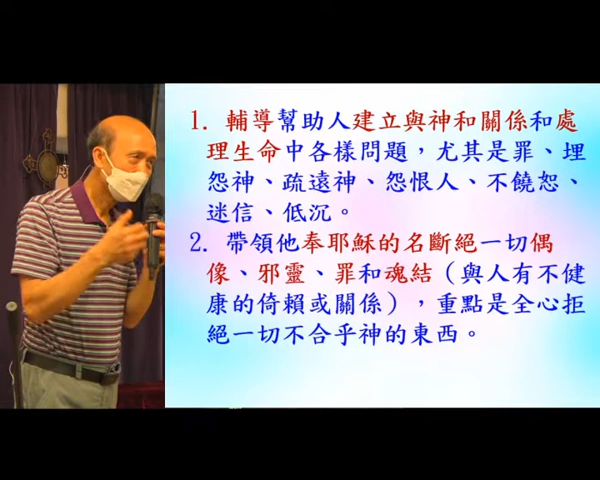 1. 輔導幫助人建立與神和關係和處
理生命中各樣問題，尤其是罪、埋
怨神、疏遠神、怨恨人、不饒恕、
迷信、低沉。
2. 帶領他奉耶穌的名斷絕一切偶
像、邪靈、罪和魂結（與人有不健
康的倚賴或關係），重點是全心拒
絕一切不合乎神的東西。